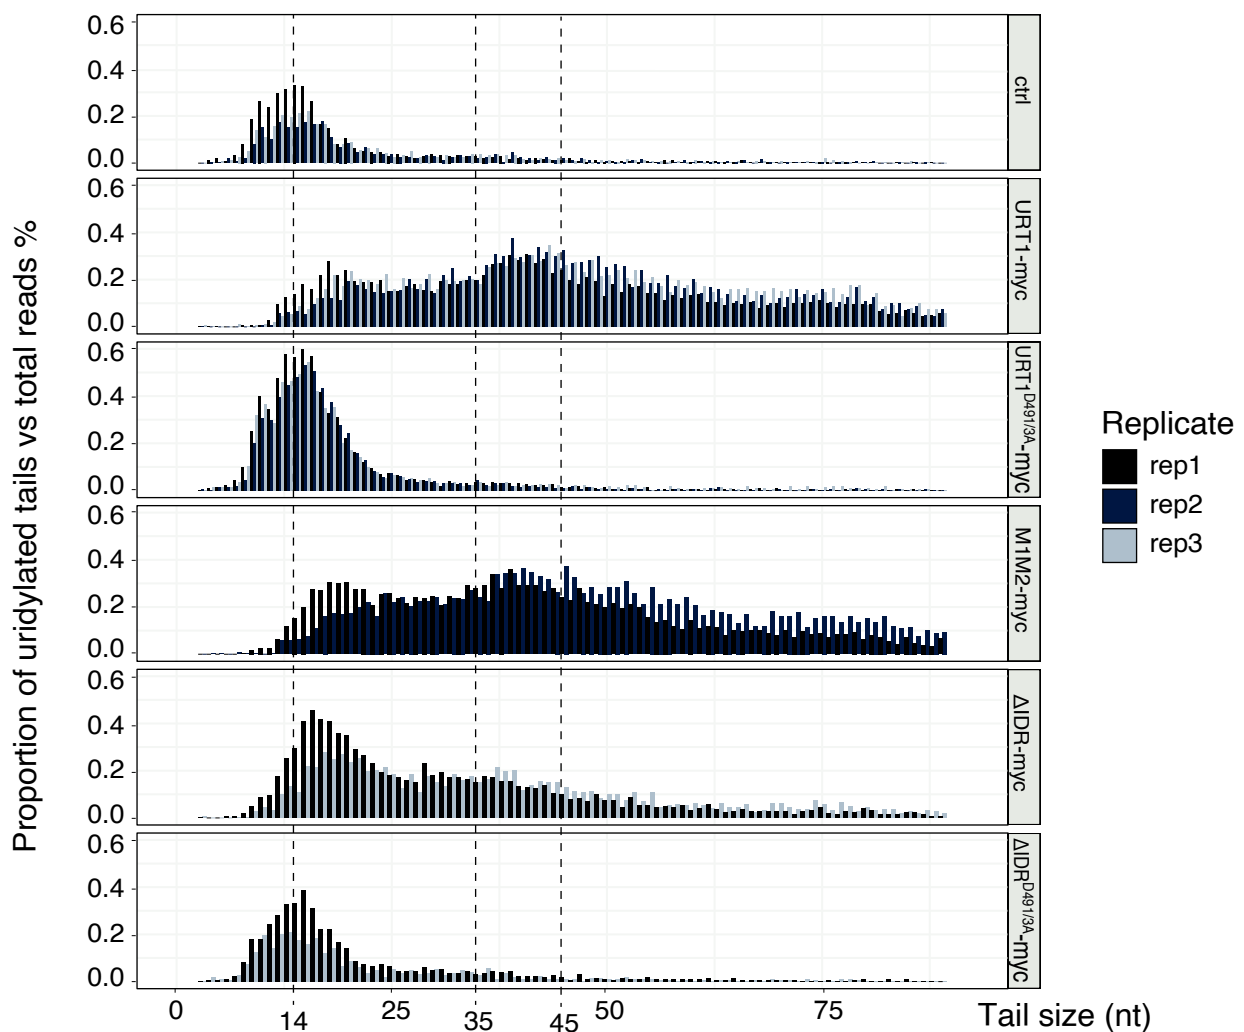 Proportion of uridylated tails vs total reads %
0.6
0.4
0.2
0.0
ctrl
0.6
0.4
0.2
0.0
URT1-myc
0.6
0.4
0.2
0.0
URT1D491/3A-myc
0.6
0.4
0.2
0.0
M1M2-myc
0.6
0.4
0.2
0.0
ΔIDR-myc
0.6
0.4
0.2
0.0
ΔIDRD491/3A-myc
0 14 25 35 45 50 75
Tail size (nt)
Replicate
rep1
rep2
rep3